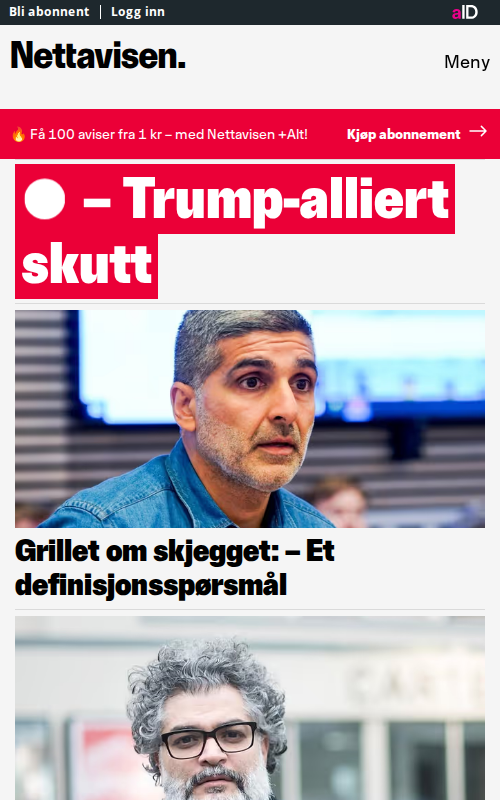 Bli abonnent | Logg inn
aID
Nettavisen.
Meny
🔥 Få 100 aviser fra 1 kr – med Nettavisen +Alt!
Kjøp abonnement →
– Trump-alliert
skutt
Grillet om skjegget: – Et
definisjonsspørsmål